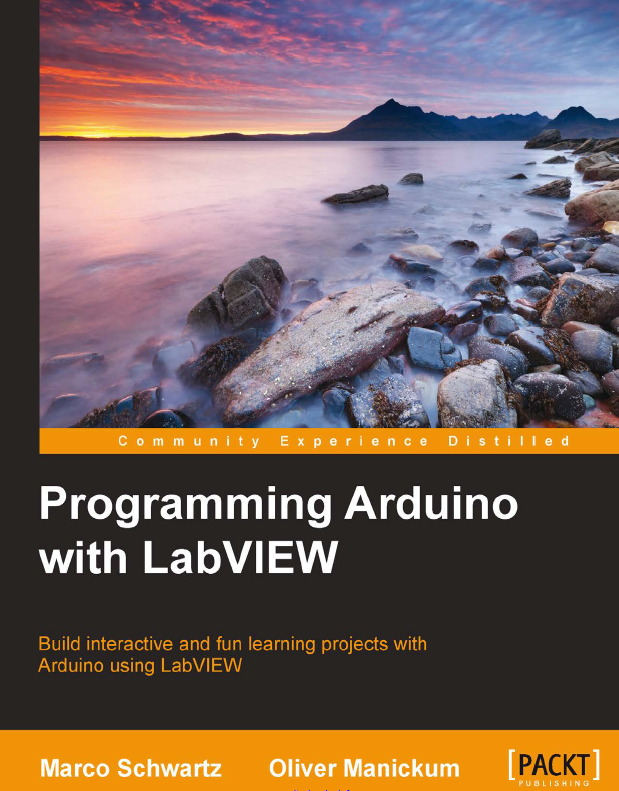 Community Experience Distilled
Programming Arduino
with LabVIEW
Build interactive and fun learning projects with
Arduino using LabVIEW
Marco Schwartz Oliver Manickum
[PACKT]
PUBLISHING